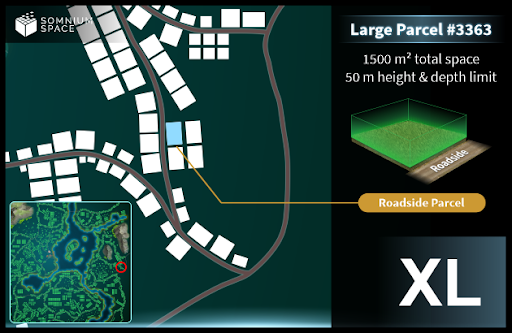 SOMNIUM
SPACE
Large Parcel #3363
1500 m² total space
50 m height & depth limit
Roadside
Roadside Parcel
XL